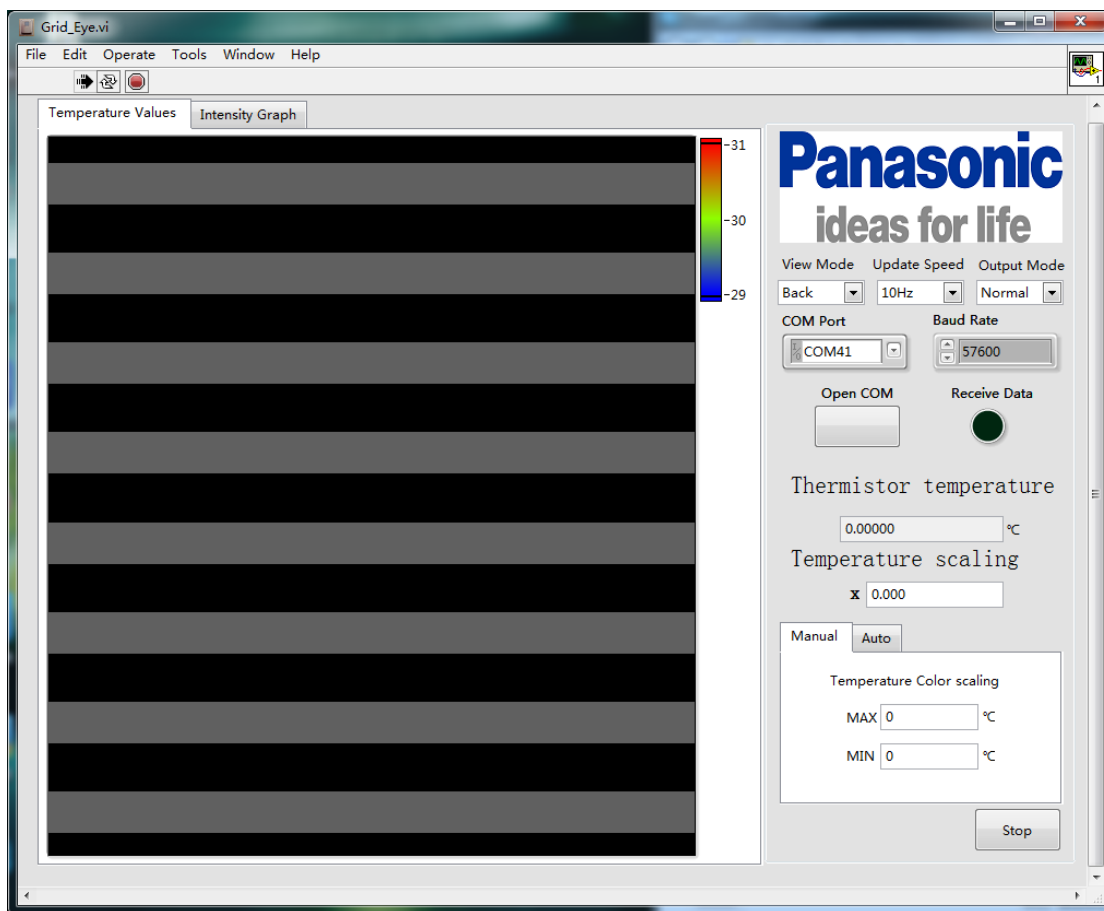 Grid_Eye.vi
File Edit Operate Tools Window Help
1
Temperature Values Intensity Graph
31
30
29
Panasonic
ideas for life
View Mode Update Speed Output Mode
Back 10Hz Normal
COM Port Baud Rate
I/0 COM41 57600
Open COM Receive Data
Thermistor temperature
0.00000 ℃
Temperature scaling
x 0.000
Manual Auto
Temperature Color scaling
MAX 0 ℃
MIN 0 ℃
Stop